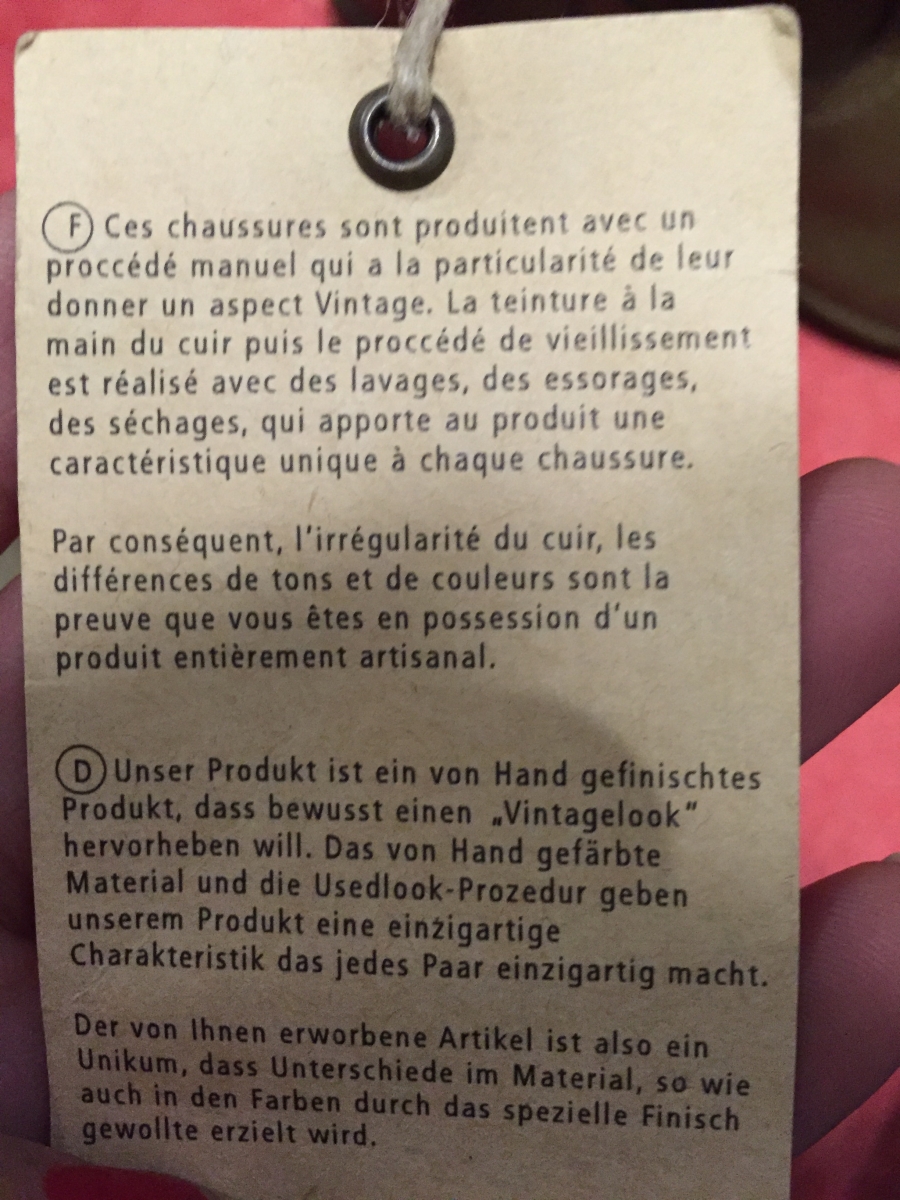 F Ces chaussures sont produitent avec un
proccédé manuel qui a la particularité de leur
donner un aspect Vintage. La teinture à la
main du cuir puis le proccédé de vieillissement
est réalisé avec des lavages, des essorages,
des séchages, qui apporte au produit une
caractéristique unique à chaque chaussure.
Par conséquent, l'irrégularité du cuir, les
différences de tons et de couleurs sont la
preuve que vous êtes en possession d'un
produit entièrement artisanal.
D Unser Produkt ist ein von Hand gefinischtes
Produkt, dass bewusst einen „Vintagelook"
hervorheben will. Das von Hand gefärbte
Material und die Usedlook-Prozedur geben
unserem Produkt eine einzigartige
Charakteristik das jedes Paar einzigartig macht.
Der von Ihnen erworbene Artikel ist also ein
Unikum, dass Unterschiede im Material, so wie
auch in den Farben durch das spezielle Finisch
gewollte erzielt wird.